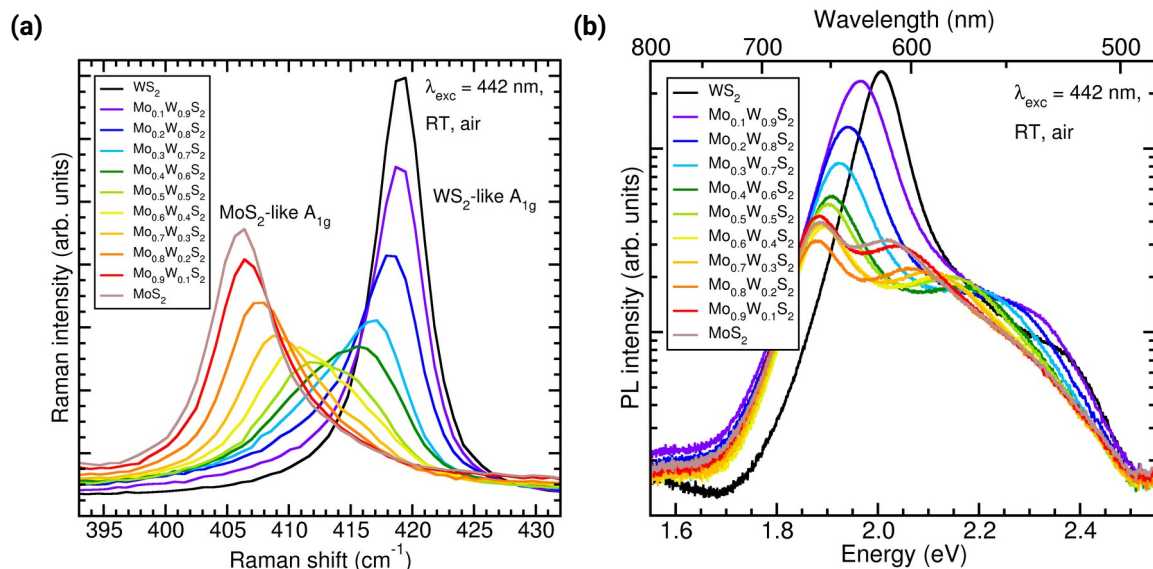 (a)
Raman intensity (arb. units)
WS₂
Mo₀.₁W₀.₉S₂
Mo₀.₂W₀.₈S₂
Mo₀.₃W₀.₇S₂
Mo₀.₄W₀.₆S₂
Mo₀.₅W₀.₅S₂
Mo₀.₆W₀.₄S₂
Mo₀.₇W₀.₃S₂
Mo₀.₈W₀.₂S₂
Mo₀.₉W₀.₁S₂
MoS₂
λexc = 442 nm,
RT, air
MoS₂-like A1g
WS₂-like A1g
395 400 405 410 415 420 425 430
Raman shift (cm⁻¹)
(b)
Wavelength (nm)
800 700 600 500
PL intensity (arb. units)
WS₂
Mo₀.₁W₀.₉S₂
Mo₀.₂W₀.₈S₂
Mo₀.₃W₀.₇S₂
Mo₀.₄W₀.₆S₂
Mo₀.₅W₀.₅S₂
Mo₀.₆W₀.₄S₂
Mo₀.₇W₀.₃S₂
Mo₀.₈W₀.₂S₂
Mo₀.₉W₀.₁S₂
MoS₂
λexc = 442 nm,
RT, air
1.6 1.8 2.0 2.2 2.4
Energy (eV)